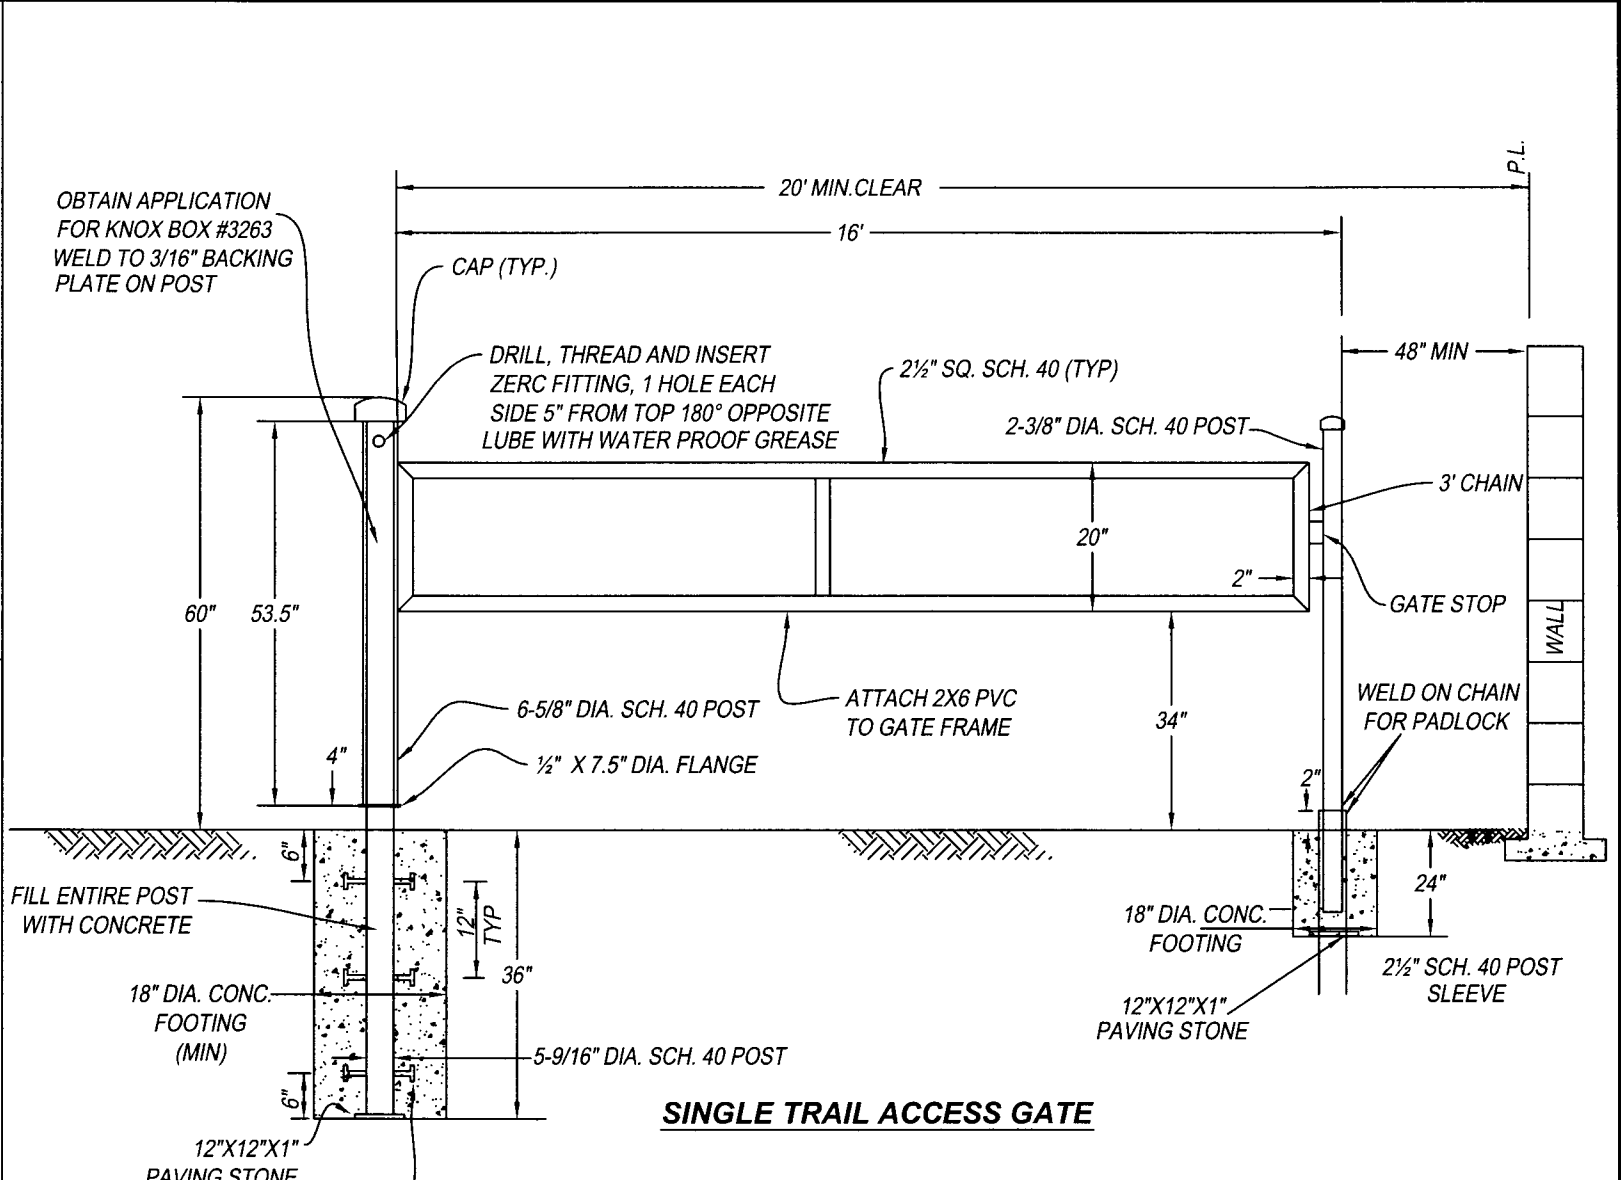 P.L.
20' MIN.CLEAR
16'
OBTAIN APPLICATION
FOR KNOX BOX #3263
WELD TO 3/16" BACKING
PLATE ON POST
CAP (TYP.)
DRILL, THREAD AND INSERT
ZERC FITTING, 1 HOLE EACH
SIDE 5" FROM TOP 180° OPPOSITE
LUBE WITH WATER PROOF GREASE
2½" SQ. SCH. 40 (TYP)
48" MIN
2-3/8" DIA. SCH. 40 POST
3' CHAIN
20"
2"
GATE STOP
60"
53.5"
WALL
ATTACH 2X6 PVC
TO GATE FRAME
34"
WELD ON CHAIN
FOR PADLOCK
6-5/8" DIA. SCH. 40 POST
½" X 7.5" DIA. FLANGE
4"
2"
6"
FILL ENTIRE POST
WITH CONCRETE
12"
TYP
36"
24"
18" DIA. CONC.
FOOTING
2½" SCH. 40 POST
SLEEVE
12"X12"X1"
PAVING STONE
18" DIA. CONC.
FOOTING
(MIN)
5-9/16" DIA. SCH. 40 POST
6"
SINGLE TRAIL ACCESS GATE
12"X12"X1"
PAVING STONE